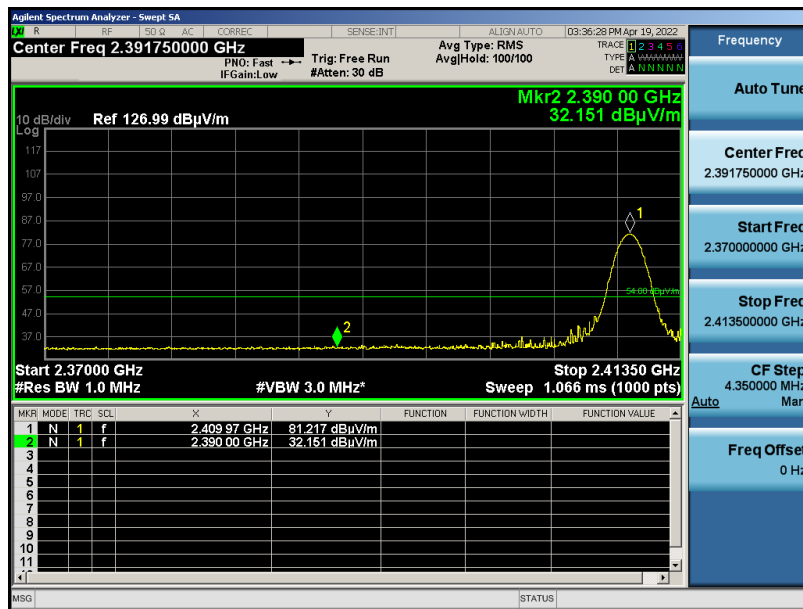 Agilent Spectrum Analyzer - Swept SA
R RF 50 Ω AC CORREC SENSE:INT ALIGN AUTO 03:36:28 PM Apr 19, 2022
Center Freq 2.391750000 GHz
PNO: Fast
IFGain:Low
Trig: Free Run
#Atten: 30 dB
Avg Type: RMS
Avg|Hold: 100/100
TRACE 1 2 3 4 5 6
TYPE A
DET A N N N N N
Mkr2 2.390 00 GHz
32.151 dBµV/m
10 dB/div Ref 126.99 dBµV/m
Log
117
107
97.0
87.0
77.0
67.0
57.0
47.0
37.0
1
2
54.00 dBµV/m
Start 2.37000 GHz Stop 2.41350 GHz
#Res BW 1.0 MHz #VBW 3.0 MHz* Sweep 1.066 ms (1000 pts)
MKR MODE TRC SCL X Y FUNCTION FUNCTION WIDTH FUNCTION VALUE
1 N 1 f 2.409 97 GHz 81.217 dBµV/m
2 N 1 f 2.390 00 GHz 32.151 dBµV/m
3
4
5
6
7
8
9
10
11
MSG STATUS
Frequency
Auto Tune
Center Freq
2.391750000 GHz
Start Freq
2.370000000 GHz
Stop Freq
2.413500000 GHz
CF Step
4.350000 MHz
Auto Man
Freq Offset
0 Hz